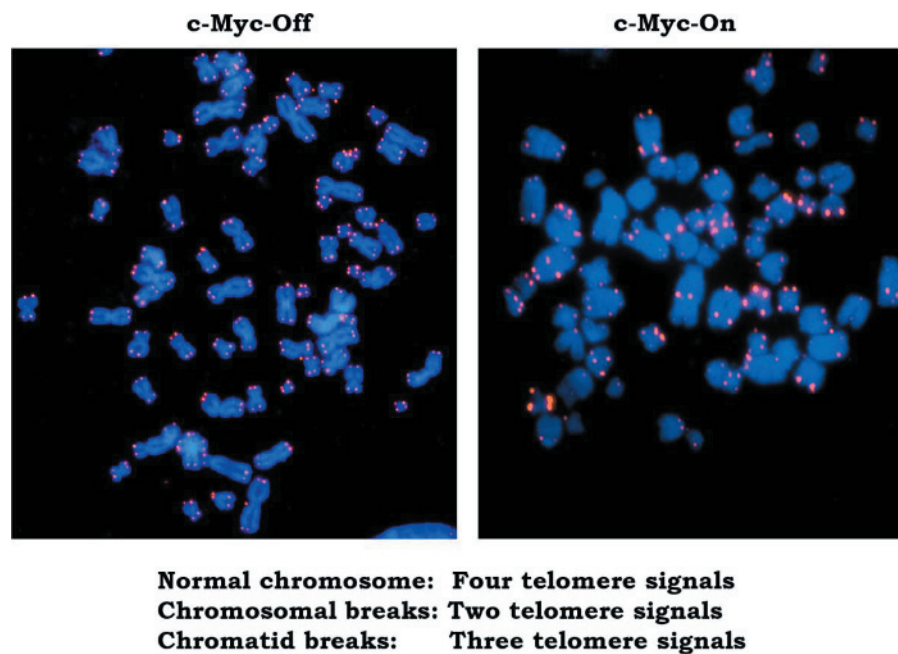 c-Myc-Off
c-Myc-On
Normal chromosome: Four telomere signals
Chromosomal breaks: Two telomere signals
Chromatid breaks: Three telomere signals